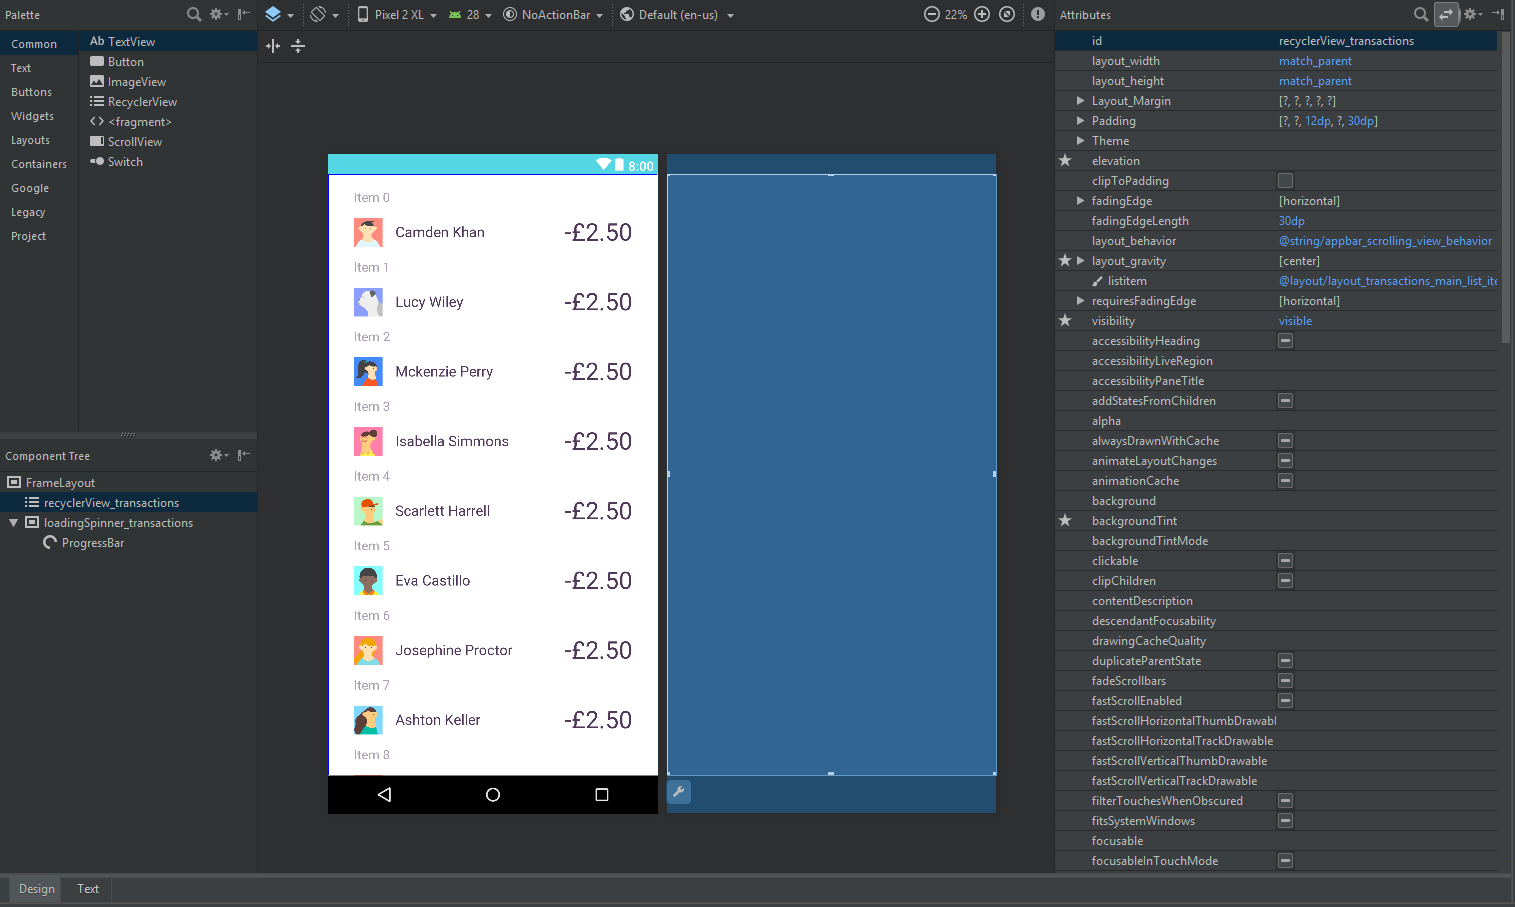 Palette
Pixel 2 XL 28 NoActionBar Default (en-us) 22%
Attributes
Common
Text
Buttons
Widgets
Layouts
Containers
Google
Legacy
Project
Ab TextView
Button
ImageView
RecyclerView
<fragment>
ScrollView
Switch
Component Tree
FrameLayout
recyclerView_transactions
loadingSpinner_transactions
ProgressBar
8:00
Item 0
Camden Khan -£2.50
Item 1
Lucy Wiley -£2.50
Item 2
Mckenzie Perry -£2.50
Item 3
Isabella Simmons -£2.50
Item 4
Scarlett Harrell -£2.50
Item 5
Eva Castillo -£2.50
Item 6
Josephine Proctor -£2.50
Item 7
Ashton Keller -£2.50
Item 8
id recyclerView_transactions
layout_width match_parent
layout_height match_parent
Layout_Margin [?, ?, ?, ?, ?]
Padding [?, ?, 12dp, ?, 30dp]
Theme
elevation
clipToPadding
fadingEdge [horizontal]
fadingEdgeLength 30dp
layout_behavior @string/appbar_scrolling_view_behavior
layout_gravity [center]
listitem @layout/layout_transactions_main_list_ite
requiresFadingEdge [horizontal]
visibility visible
accessibilityHeading
accessibilityLiveRegion
accessibilityPaneTitle
addStatesFromChildren
alpha
alwaysDrawnWithCache
animateLayoutChanges
animationCache
background
backgroundTint
backgroundTintMode
clickable
clipChildren
contentDescription
descendantFocusability
drawingCacheQuality
duplicateParentState
fadeScrollbars
fastScrollEnabled
fastScrollHorizontalThumbDrawabl
fastScrollHorizontalTrackDrawable
fastScrollVerticalThumbDrawable
fastScrollVerticalTrackDrawable
filterTouchesWhenObscured
fitsSystemWindows
focusable
focusableInTouchMode
Design Text